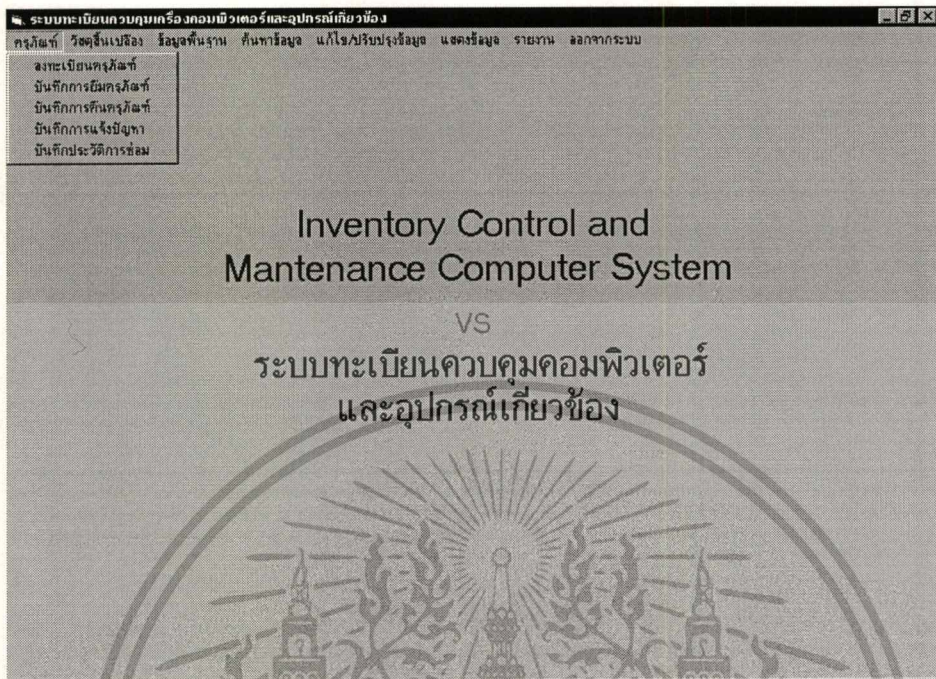 ระบบทะเบียนควบคุมเครื่องคอมพิวเตอร์และอุปกรณ์เกี่ยวข้อง
ครุภัณฑ์ วัสดุสิ้นเปลือง ข้อมูลพื้นฐาน ค้นหาข้อมูล แก้ไข/ปรับปรุงข้อมูล แสดงข้อมูล รายงาน ออกจากระบบ
ลงทะเบียนครุภัณฑ์
บันทึกการยืมครุภัณฑ์
บันทึกการคืนครุภัณฑ์
บันทึกการแจ้งปัญหา
บันทึกประวัติการซ่อม
Inventory Control and
Mantenance Computer System
VS
ระบบทะเบียนควบคุมคอมพิวเตอร์
และอุปกรณ์เกี่ยวข้อง